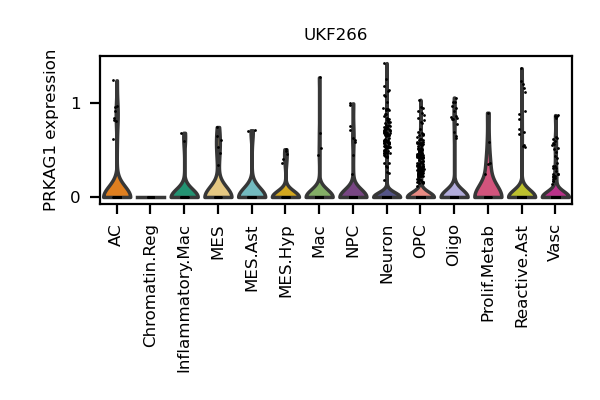 UKF266
PRKAG1 expression
1
0
AC
Chromatin.Reg
Inflammatory.Mac
MES
MES.Ast
MES.Hyp
Mac
NPC
Neuron
OPC
Oligo
Prolif.Metab
Reactive.Ast
Vasc